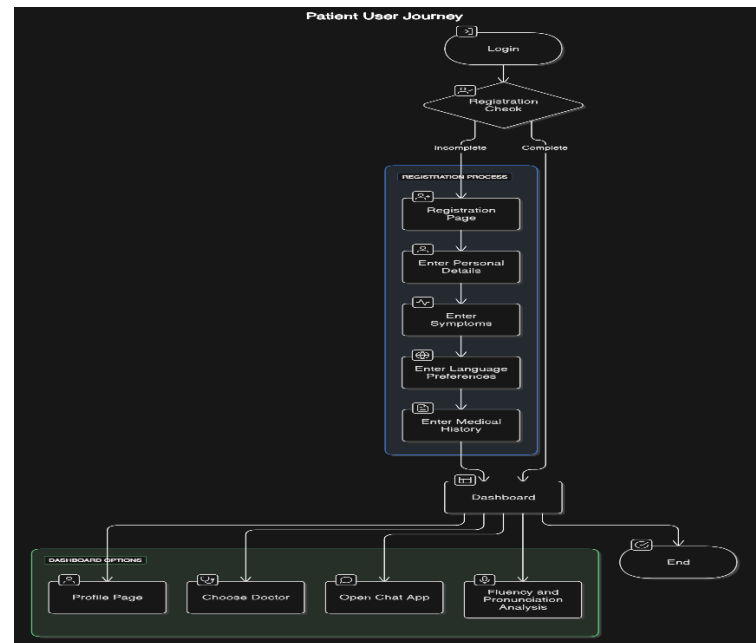 Patient User Journey
Login
Registration
Check
Incomplete
Complete
REGISTRATION PROCESS
Registration
Page
Enter Personal
Details
Enter
Symptoms
Enter Language
Preferences
Enter Medical
History
Dashboard
DASHBOARD OPTIONS
End
Profile Page
Choose Doctor
Open Chat App
Fluency and
Pronunciation
Analysis